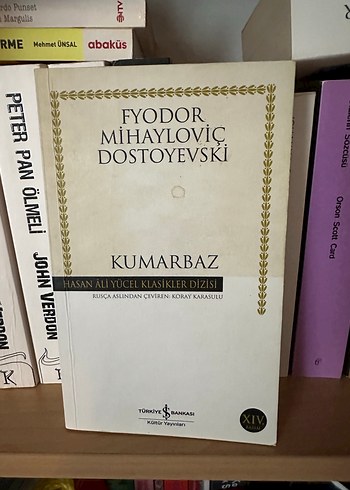 Mehmet ÜNSAL
abaküs
PETER PAN ÖLMELİ
JOHN VERDON
FYODOR
MİHAYLOVİÇ
DOSTOYEVSKİ
KUMARBAZ
HASAN ÂLİ YÜCEL KLASİKLER DİZİSİ
RUSÇA ASLINDAN ÇEVİREN: KORAY KARASULU
TÜRKİYE İŞ BANKASI
Kültür Yayınları
XIV.
Orson Scott Card